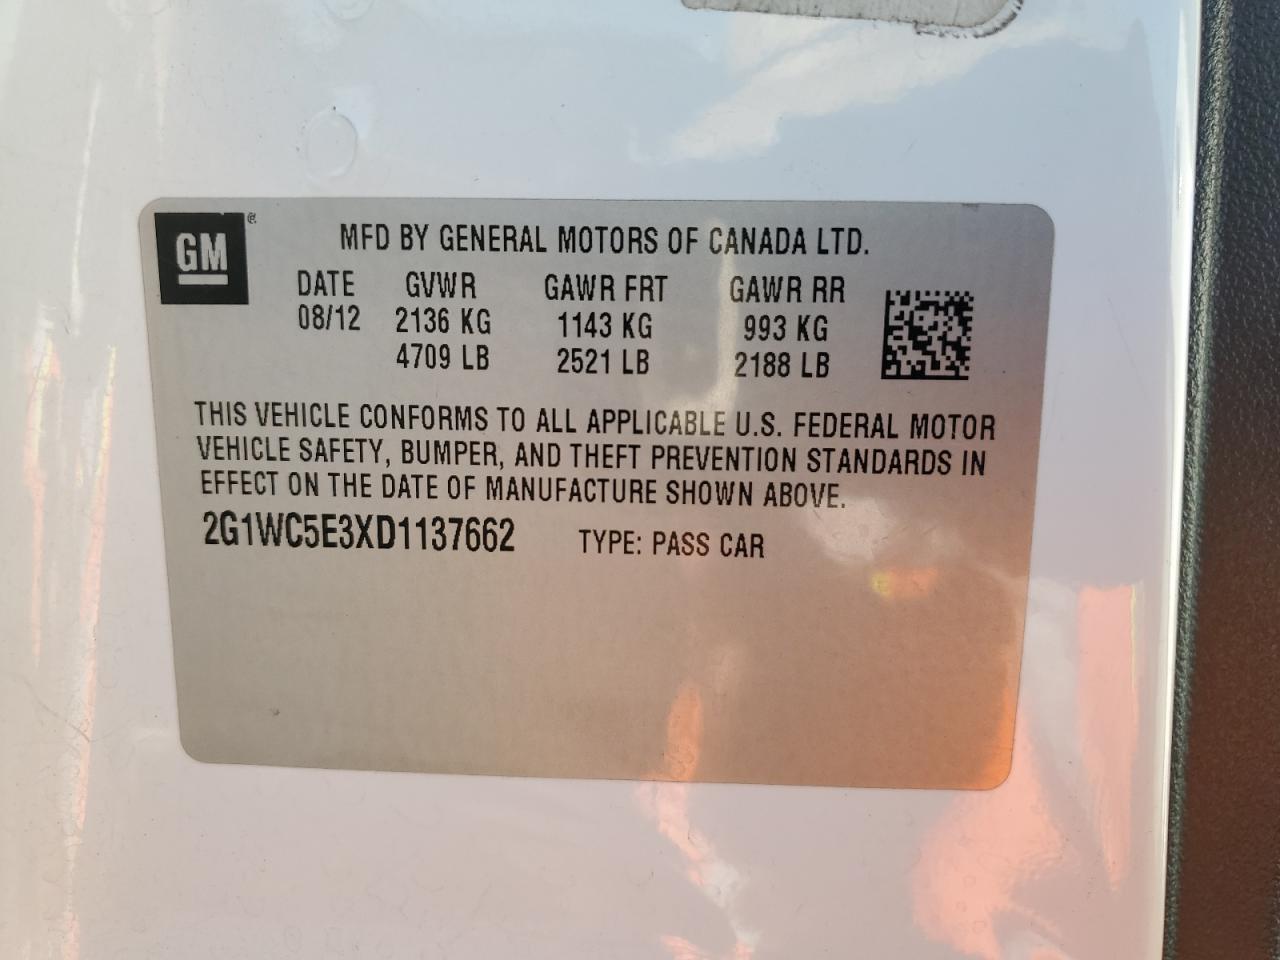 GM ®
MFD BY GENERAL MOTORS OF CANADA LTD.
DATE GVWR GAWR FRT GAWR RR
08/12 2136 KG 1143 KG 993 KG
4709 LB 2521 LB 2188 LB
THIS VEHICLE CONFORMS TO ALL APPLICABLE U.S. FEDERAL MOTOR
VEHICLE SAFETY, BUMPER, AND THEFT PREVENTION STANDARDS IN
EFFECT ON THE DATE OF MANUFACTURE SHOWN ABOVE.
2G1WC5E3XD1137662 TYPE: PASS CAR